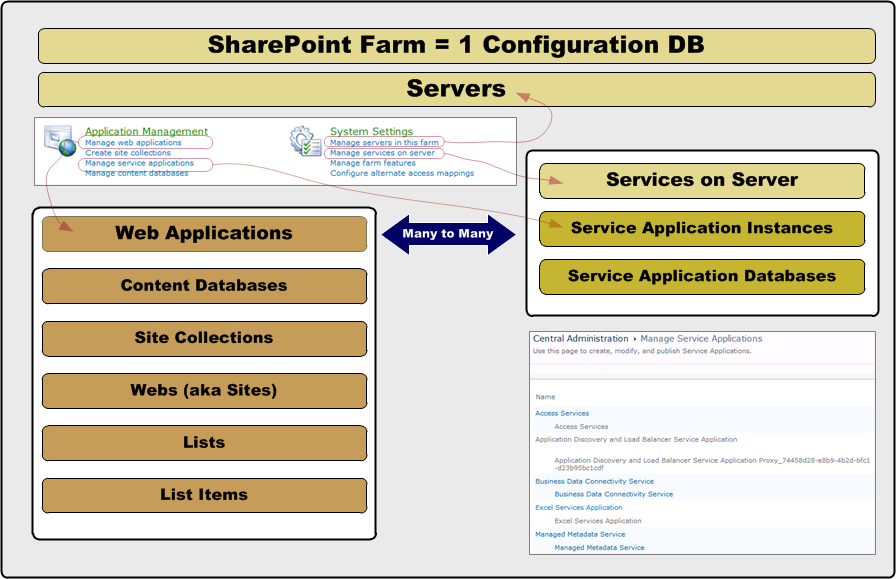 SharePoint Farm = 1 Configuration DB
Servers
Application Management
Manage web applications
Create site collections
Manage service applications
Manage content databases
System Settings
Manage servers in this farm
Manage services on server
Manage farm features
Configure alternate access mappings
Web Applications
Content Databases
Site Collections
Webs (aka Sites)
Lists
List Items
Many to Many
Services on Server
Service Application Instances
Service Application Databases
Central Administration ▸ Manage Service Applications
Use this page to create, modify, and publish Service Applications.
Name
Access Services
Access Services
Application Discovery and Load Balancer Service Application
Application Discovery and Load Balancer Service Application Proxy_74458d28-e8b9-4b2d-bfc1
-d23b95bc1cdf
Business Data Connectivity Service
Business Data Connectivity Service
Excel Services Application
Excel Services Application
Managed Metadata Service
Managed Metadata Service